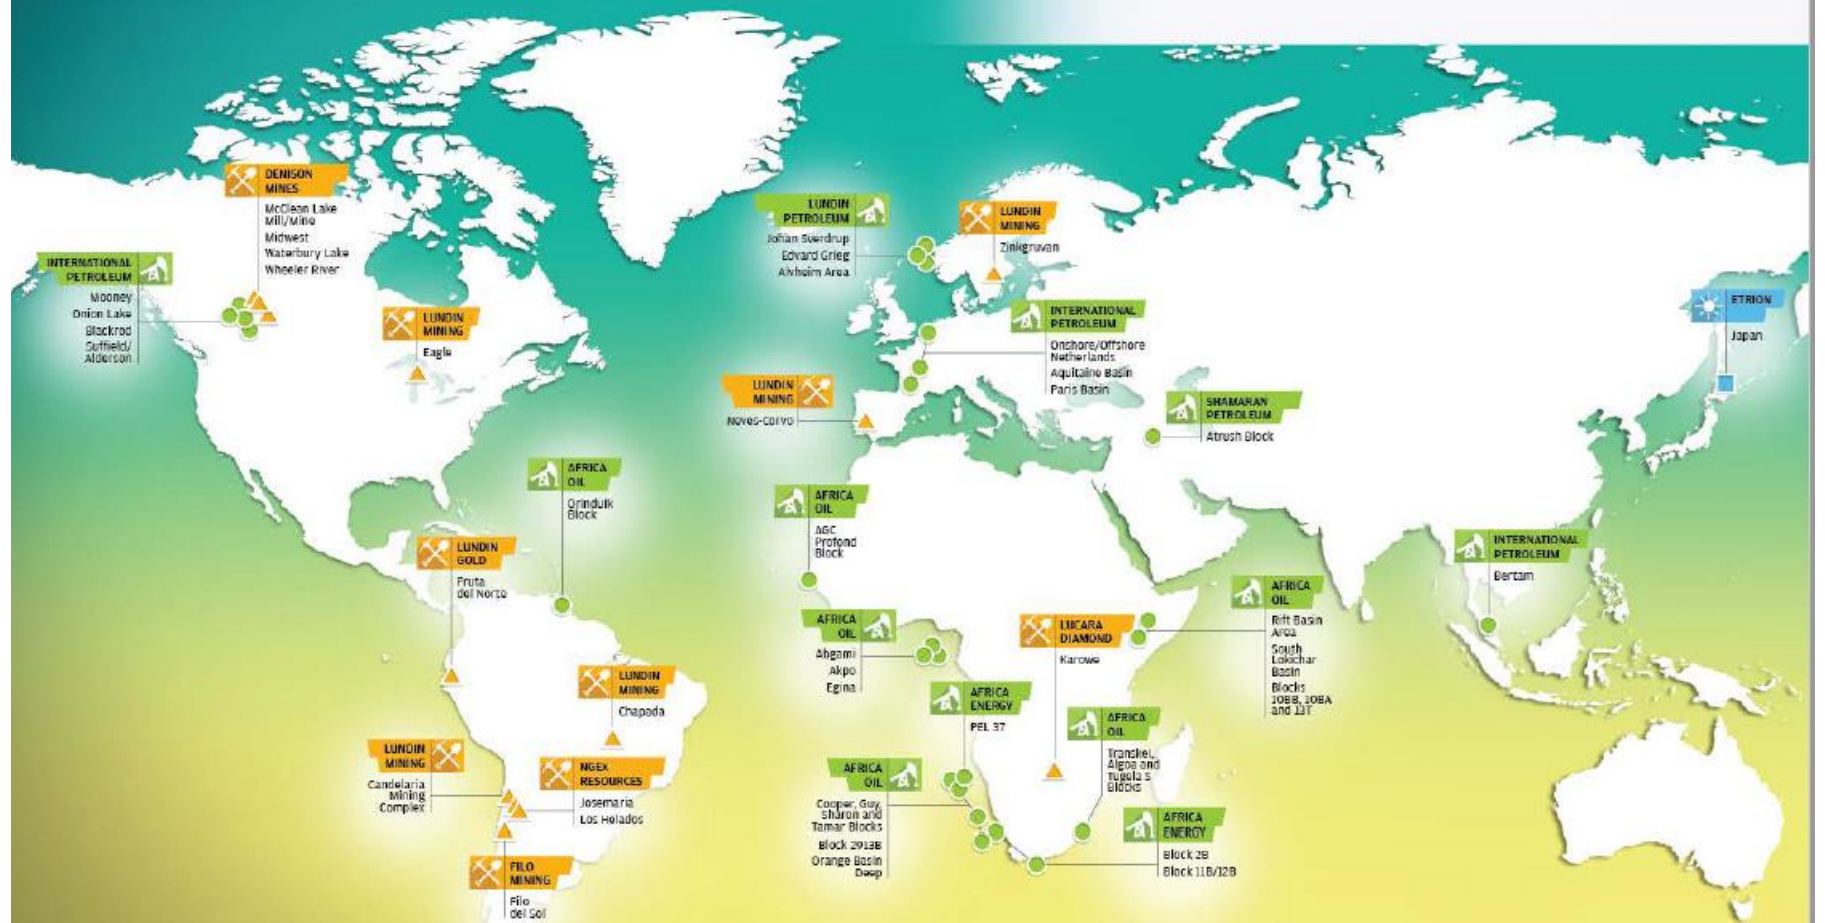 DENISON
MINES
McClean Lake
Mill/Mine
Midwest
Waterbury Lake
Wheeler River
INTERNATIONAL
PETROLEUM
Mooney
Onion Lake
Blackrod
Suffield/
Alderson
LUNDIN
MINING
Eagle
LUNDIN
PETROLEUM
Johan Sverdrup
Edvard Grieg
Alvheim Area
LUNDIN
MINING
Zinkgruvan
INTERNATIONAL
PETROLEUM
Onshore/Offshore
Netherlands
Aquitaine Basin
Paris Basin
ETRION
Japan
LUNDIN
MINING
Neves-Corvo
SHAMARAN
PETROLEUM
Atrush Block
AFRICA
OIL
Orinduik
Block
AFRICA
OIL
AGC
Profond
Block
LUNDIN
GOLD
Fruta
del Norte
INTERNATIONAL
PETROLEUM
Bertam
AFRICA
OIL
Rift Basin
Area
South
Lokichar
Basin
Blocks
10BB, 10BA
and 13T
AFRICA
OIL
Abgami
Akpo
Egina
LUCARA
DIAMOND
Karowe
LUNDIN
MINING
Chapada
AFRICA
ENERGY
PEL 37
AFRICA
OIL
Transkei,
Algoa and
Tugela S
Blocks
LUNDIN
MINING
Candelaria
Mining
Complex
NGEX
RESOURCES
Josemaria
Los Helados
AFRICA
OIL
Cooper, Guy,
Sharon and
Tamar Blocks
Block 2913B
Orange Basin
Deep
AFRICA
ENERGY
Block 2B
Block 11B/12B
FILO
MINING
Filo
del Sol